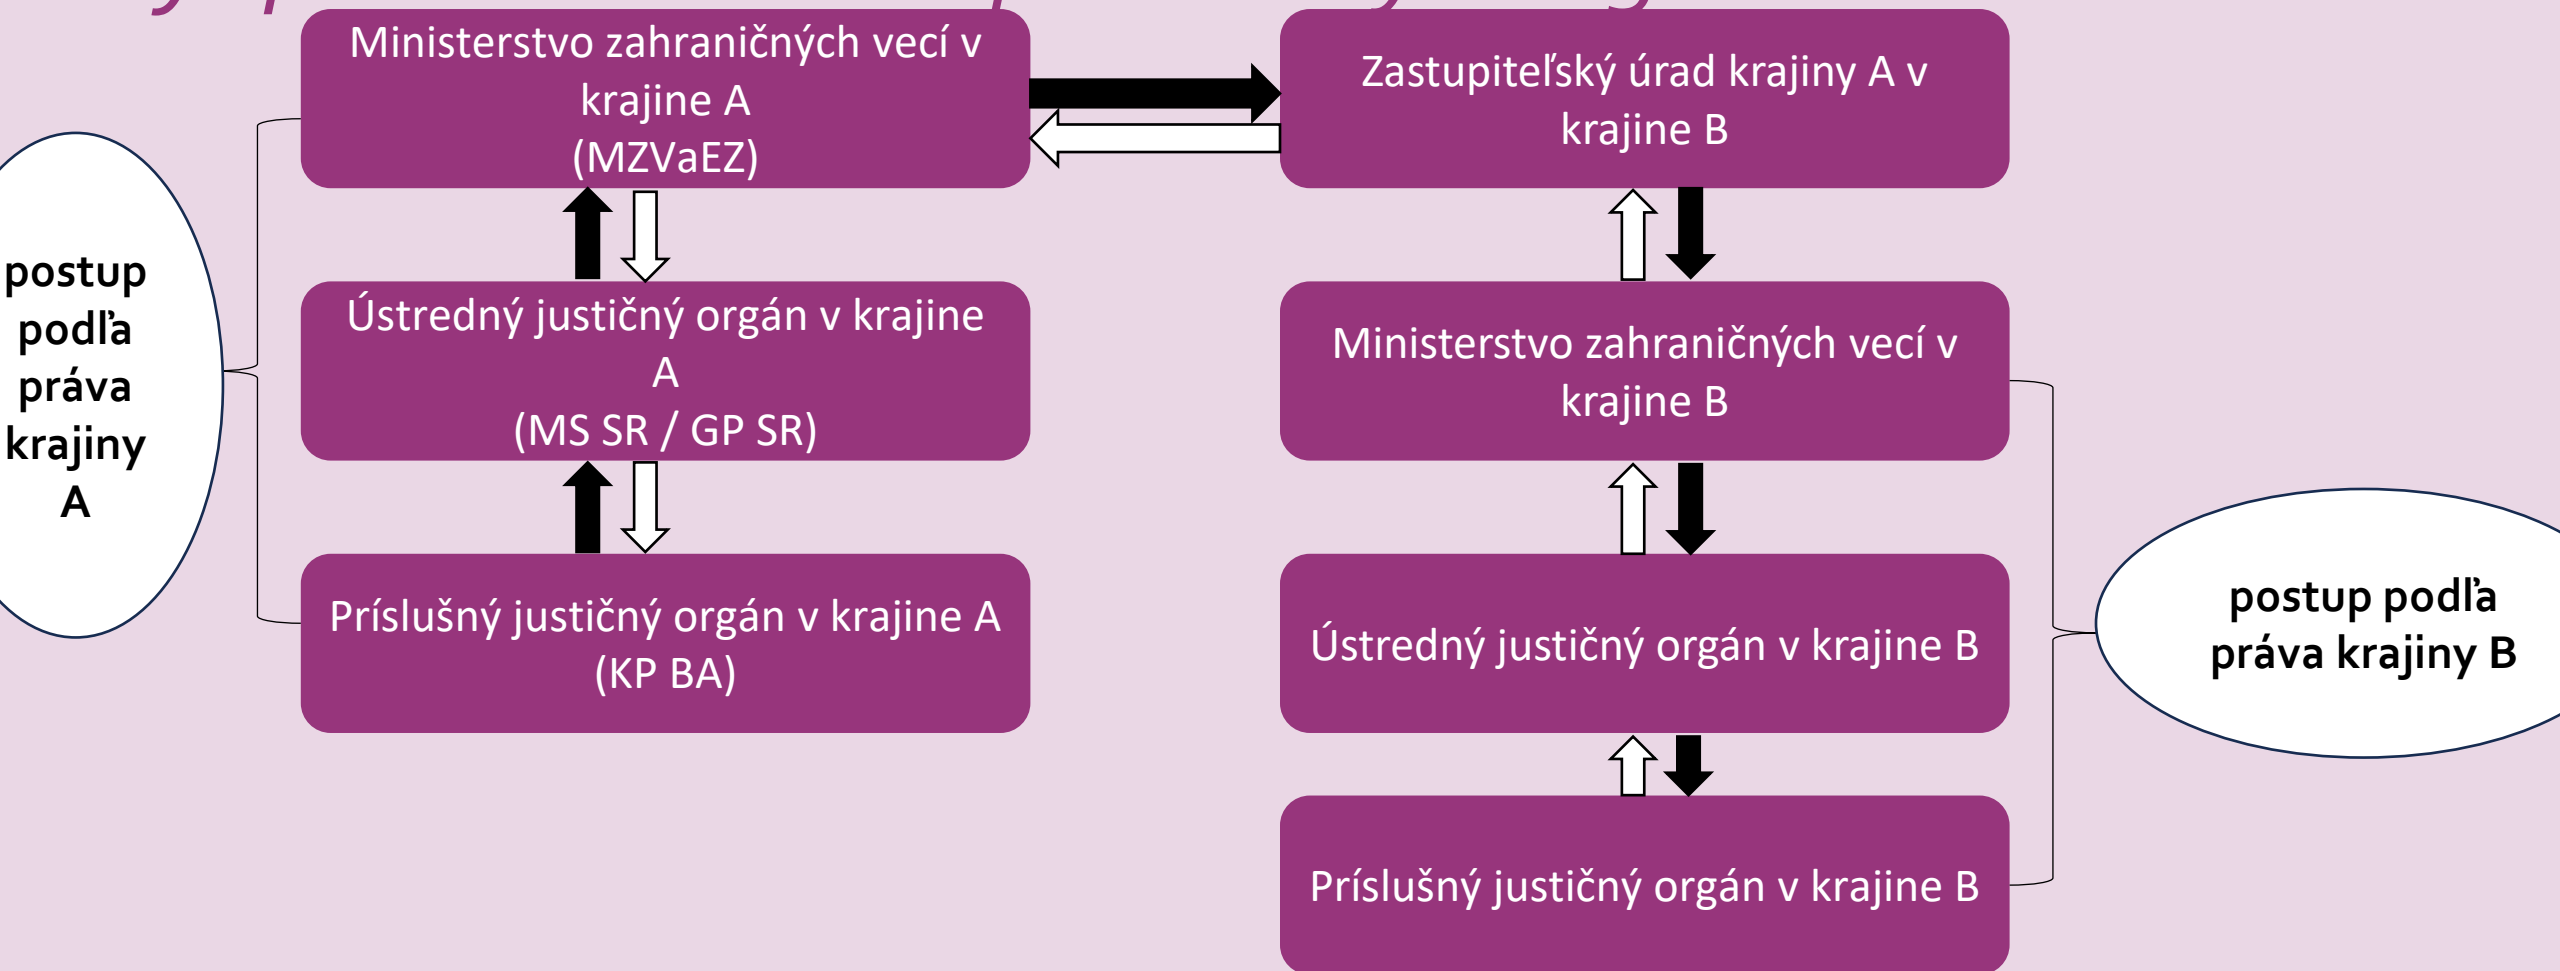 Ministerstvo zahraničných vecí v
krajine A
(MZVaEZ)
Zastupiteľský úrad krajiny A v
krajine B
postup
podľa
práva
krajiny
A
Ústredný justičný orgán v krajine
A
(MS SR / GP SR)
Ministerstvo zahraničných vecí v
krajine B
Príslušný justičný orgán v krajine A
(KP BA)
Ústredný justičný orgán v krajine B
postup podľa
práva krajiny B
Príslušný justičný orgán v krajine B